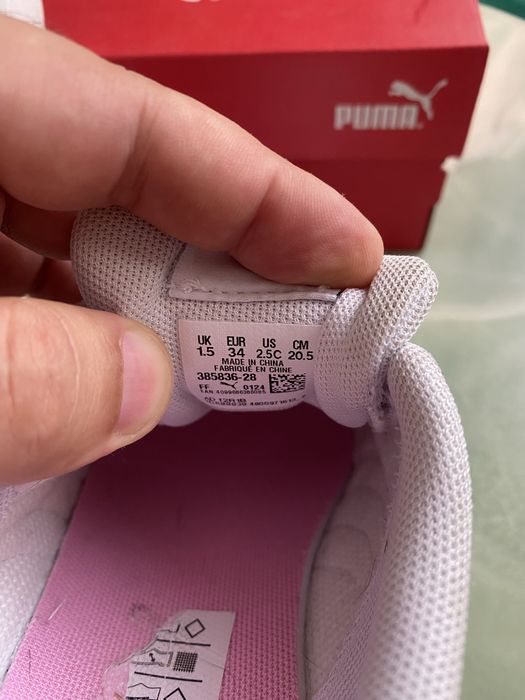 PUMA
UK EUR US CM
1.5 34 2.5C 20.5
MADE IN CHINA
FABRIQUÉ EN CHINE
385836-28
FF 0124